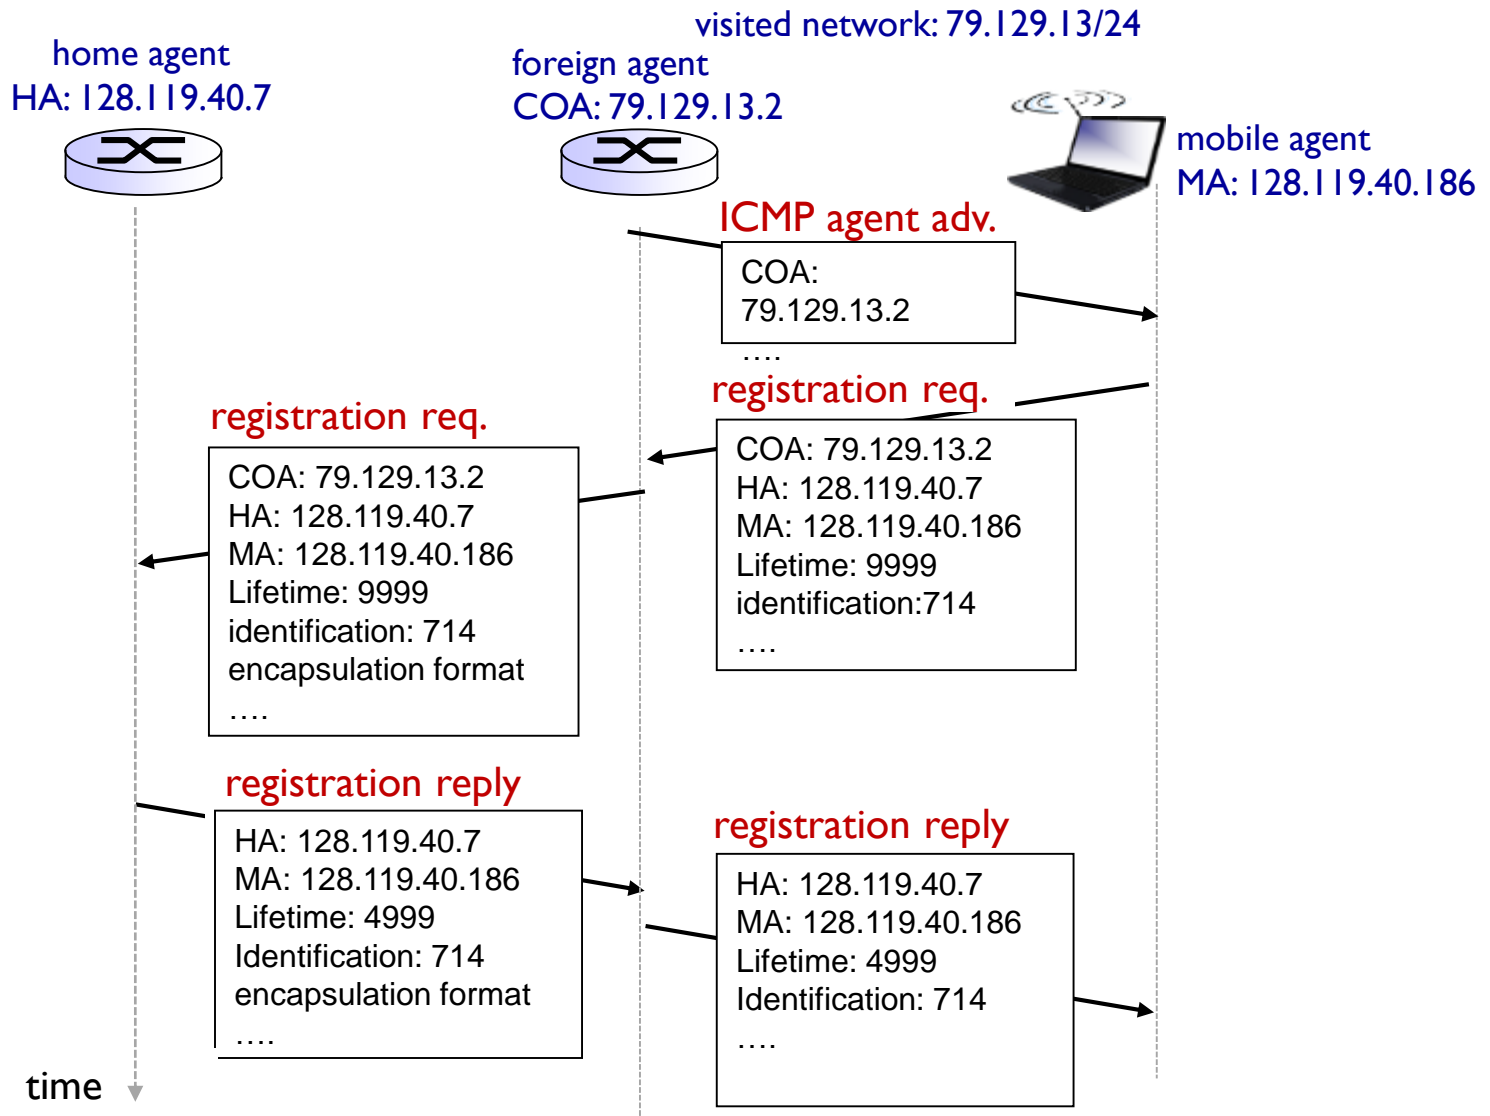 visited network: 79.129.13/24
home agent
HA: 128.119.40.7
foreign agent
COA: 79.129.13.2
mobile agent
MA: 128.119.40.186
ICMP agent adv.
COA:
79.129.13.2
….
registration req.
COA: 79.129.13.2
HA: 128.119.40.7
MA: 128.119.40.186
Lifetime: 9999
identification:714
….
registration req.
COA: 79.129.13.2
HA: 128.119.40.7
MA: 128.119.40.186
Lifetime: 9999
identification: 714
encapsulation format
….
registration reply
HA: 128.119.40.7
MA: 128.119.40.186
Lifetime: 4999
Identification: 714
encapsulation format
….
registration reply
HA: 128.119.40.7
MA: 128.119.40.186
Lifetime: 4999
Identification: 714
….
time